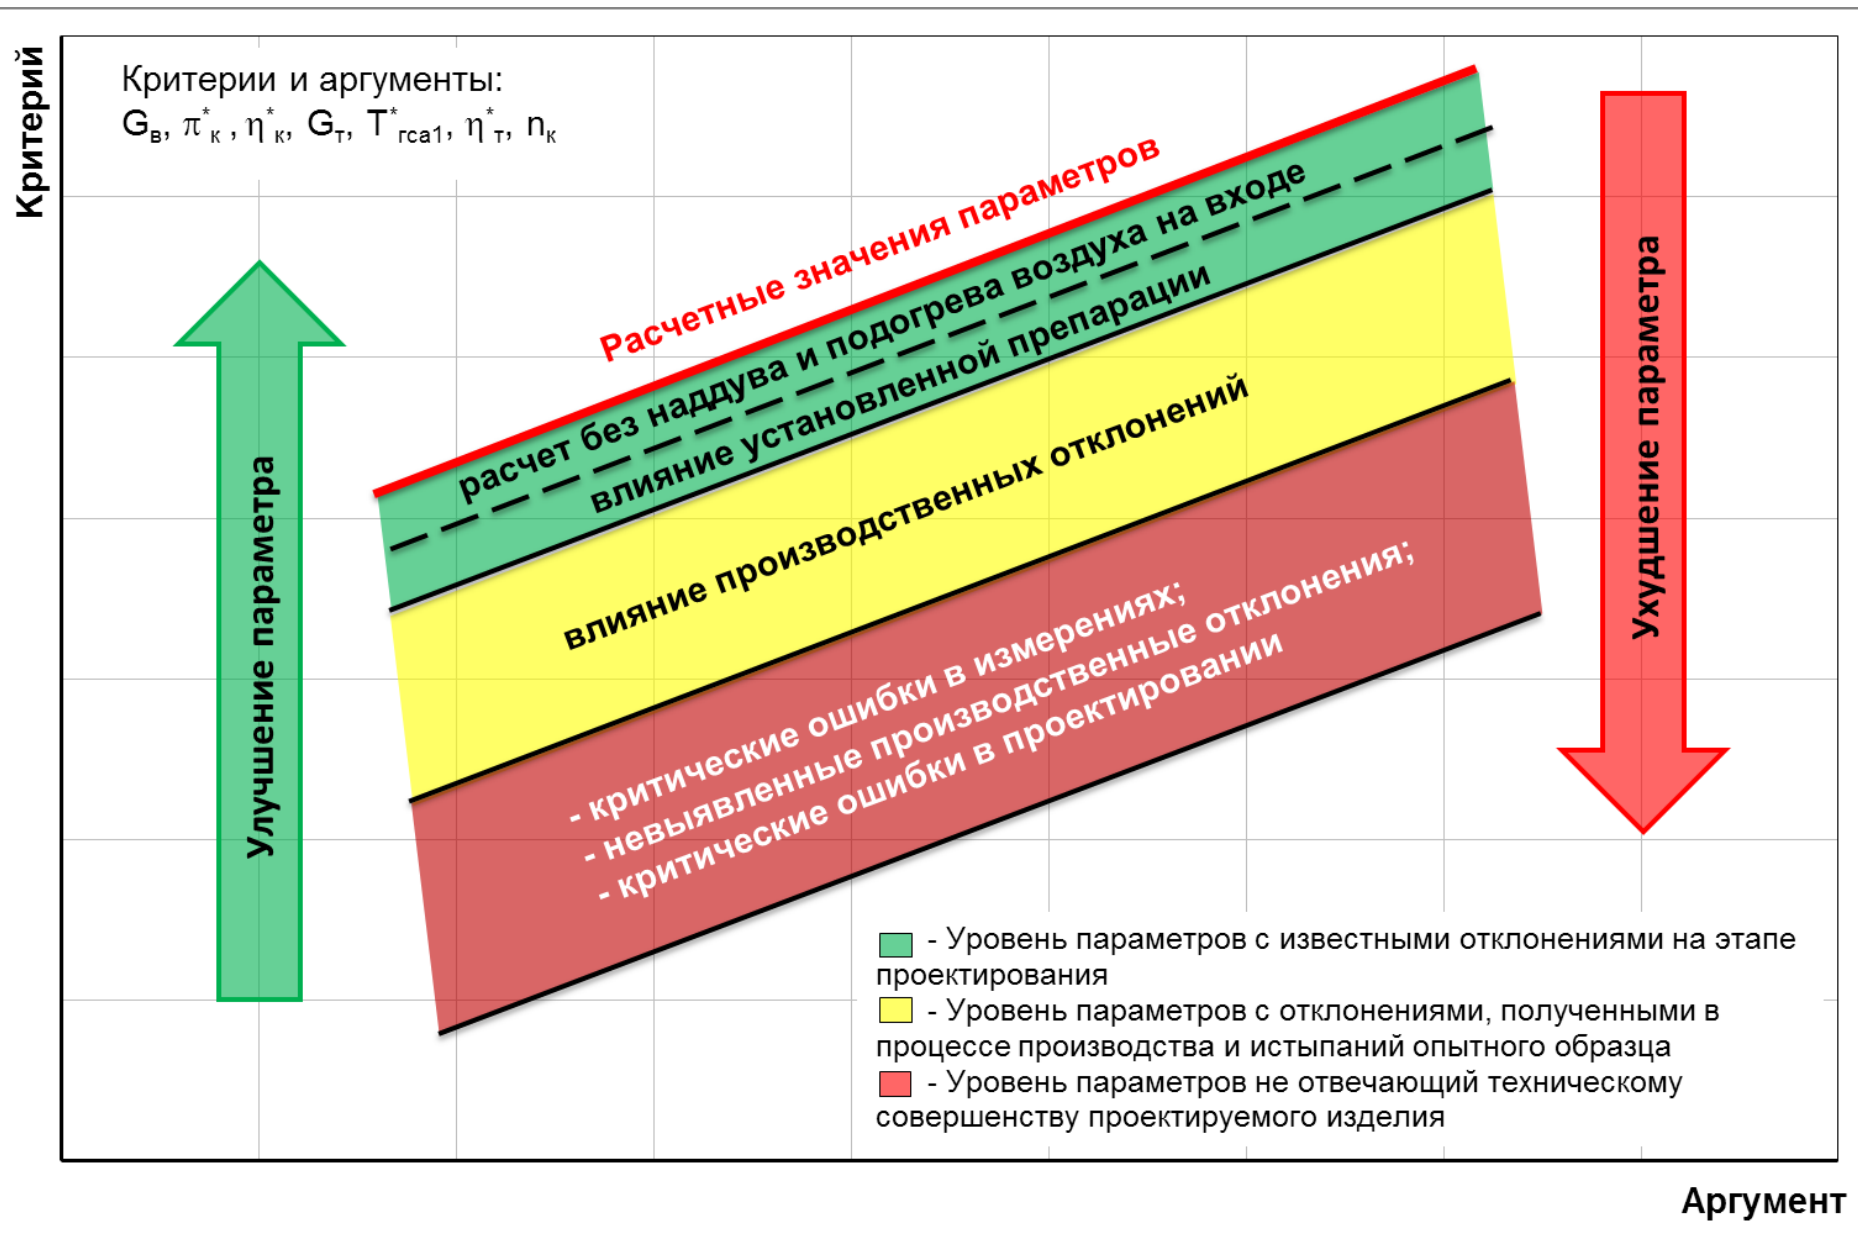 Критерий
Критерии и аргументы:
Gв, π*к , η*к, Gт, T*гса1, η*т, nк
Расчетные значения параметров
расчет без наддува и подогрева воздуха на входе
влияние установленной препарации
влияние производственных отклонений
- критические ошибки в измерениях;
- невыявленные производственные отклонения;
- критические ошибки в проектировании
Улучшение параметра
Ухудшение параметра
- Уровень параметров с известными отклонениями на этапе
проектирования
- Уровень параметров с отклонениями, полученными в
процессе производства и истыпаний опытного образца
- Уровень параметров не отвечающий техническому
совершенству проектируемого изделия
Аргумент